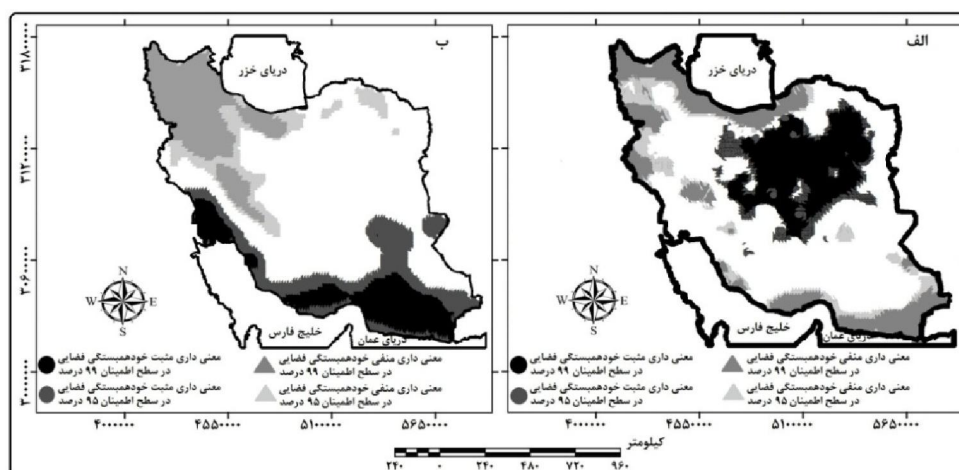 الف
دریای خزر
خلیج فارس
دریای عمان
N
W E
S
معنی داری مثبت خودهمبستگی فضایی
در سطح اطمینان ۹۹ درصد
معنی داری منفی خودهمبستگی فضایی
در سطح اطمینان ۹۹ درصد
معنی داری مثبت خودهمبستگی فضایی
در سطح اطمینان ۹۵ درصد
معنی داری منفی خودهمبستگی فضایی
در سطح اطمینان ۹۵ درصد
۴۰۰۰۰۰ ۴۵۵۰۰۰۰ ۵۱۰۰۰۰۰ ۵۶۵۰۰۰۰
ب
دریای خزر
خلیج فارس
دریای عمان
N
W E
S
معنی داری مثبت خودهمبستگی فضایی
در سطح اطمینان ۹۹ درصد
معنی داری منفی خودهمبستگی فضایی
در سطح اطمینان ۹۹ درصد
معنی داری مثبت خودهمبستگی فضایی
در سطح اطمینان ۹۵ درصد
معنی داری منفی خودهمبستگی فضایی
در سطح اطمینان ۹۵ درصد
۴۰۰۰۰۰ ۴۵۵۰۰۰۰ ۵۱۰۰۰۰۰ ۵۶۵۰۰۰۰
کیلومتر
۲۴۰ ۰ ۲۴۰ ۴۸۰ ۷۲۰ ۹۶۰